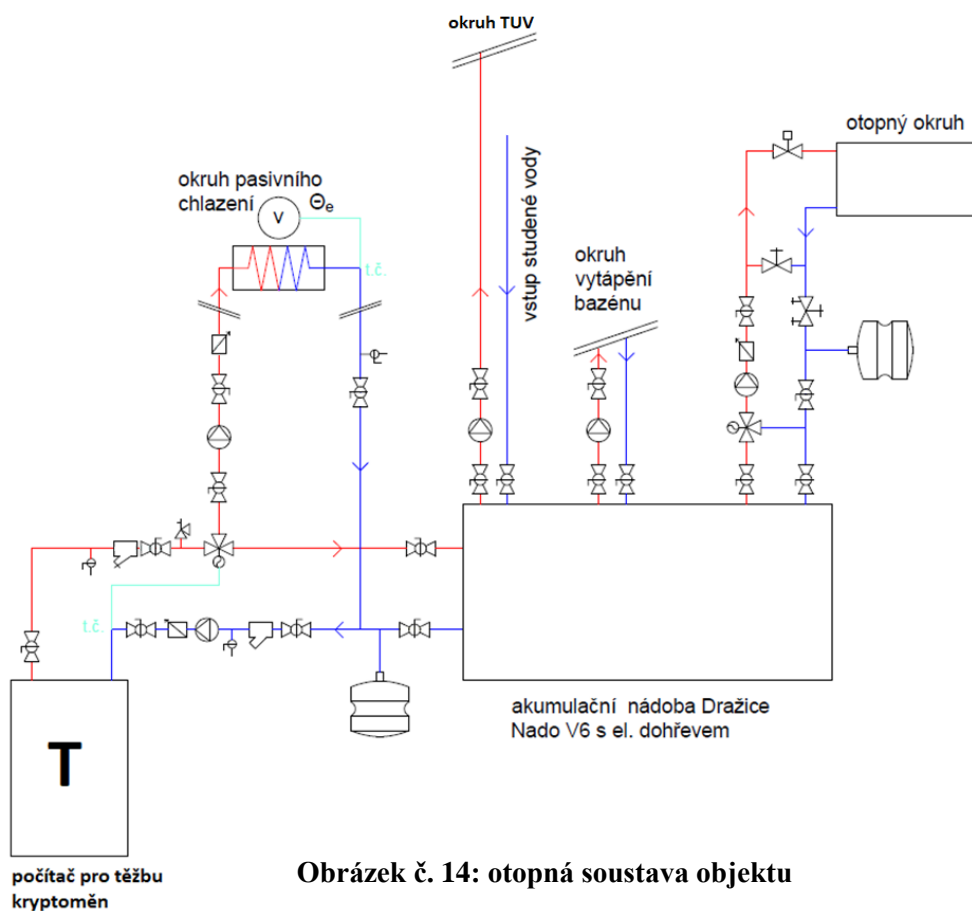 okruh TUV
otopný okruh
okruh pasivního
chlazení
Θe
V
t.č.
vstup studené vody
okruh
vytápění
bazénu
t.č.
akumulační nádoba Dražice
Nado V6 s el. dohřevem
T
počítač pro těžbu
kryptoměn
Obrázek č. 14: otopná soustava objektu